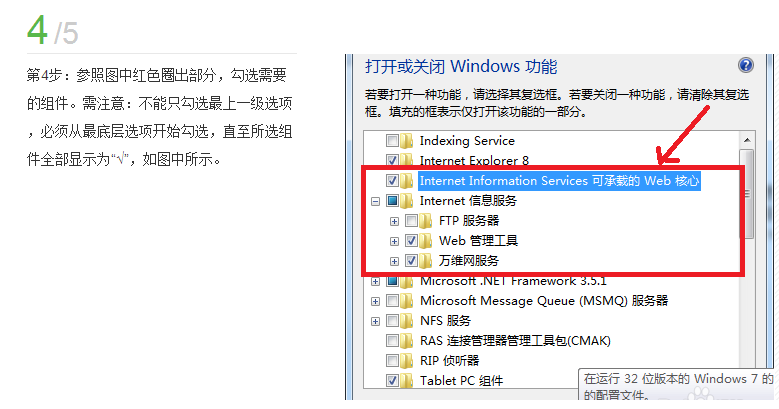 4 /5
第4步：参照图中红色圈出部分，勾选需要
的组件。需注意：不能只勾选最上一级选项
，必须从最底层选项开始勾选，直至所选组
件全部显示为“√”，如图中所示。
打开或关闭 Windows 功能
若要打开一种功能，请选择其复选框。若要关闭一种功能，请清除其复选
框。填充的框表示仅打开该功能的一部分。
Indexing Service
Internet Explorer 8
Internet Information Services 可承载的 Web 核心
Internet 信息服务
FTP 服务器
Web 管理工具
万维网服务
Microsoft .NET Framework 3.5.1
Microsoft Message Queue (MSMQ) 服务器
NFS 服务
RAS 连接管理器管理工具包(CMAK)
RIP 侦听器
Tablet PC 组件
在运行 32 位版本的 Windows 7 的
的配置文件。